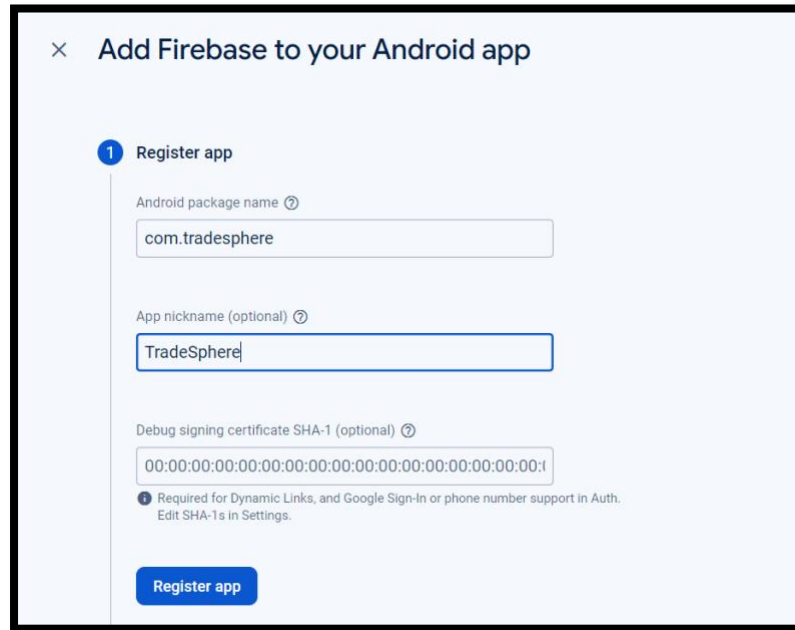 Add Firebase to your Android app
1 Register app
Android package name
com.tradesphere
App nickname (optional)
TradeSphere
Debug signing certificate SHA-1 (optional)
00:00:00:00:00:00:00:00:00:00:00:00:00:00:00:00:00:
Required for Dynamic Links, and Google Sign-In or phone number support in Auth.
Edit SHA-1s in Settings.
Register app